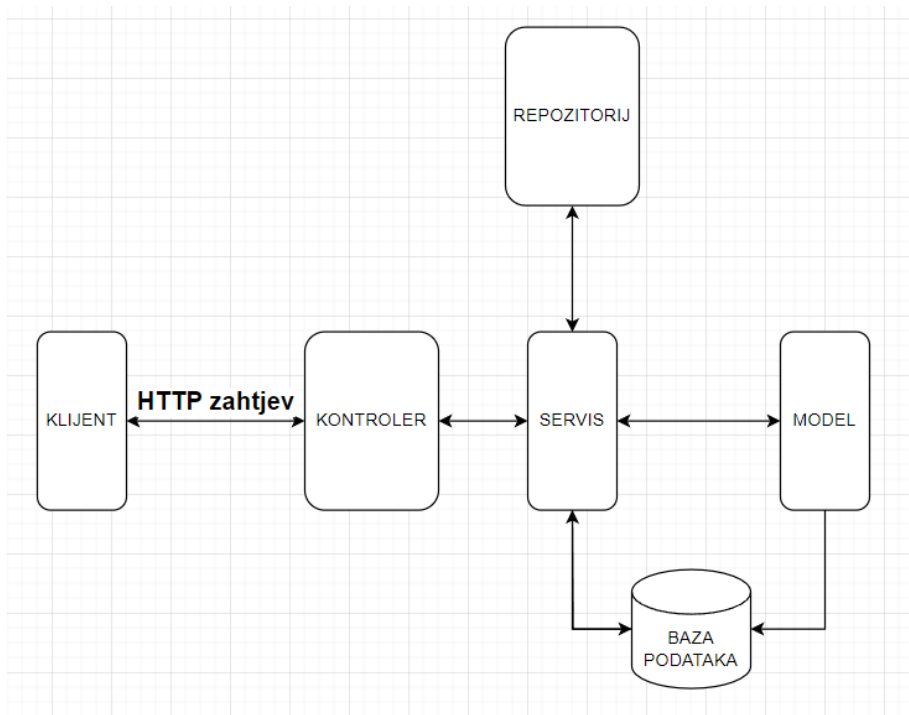 REPOZITORIJ
KLIJENT
HTTP zahtjev
KONTROLER
SERVIS
MODEL
BAZA
PODATAKA